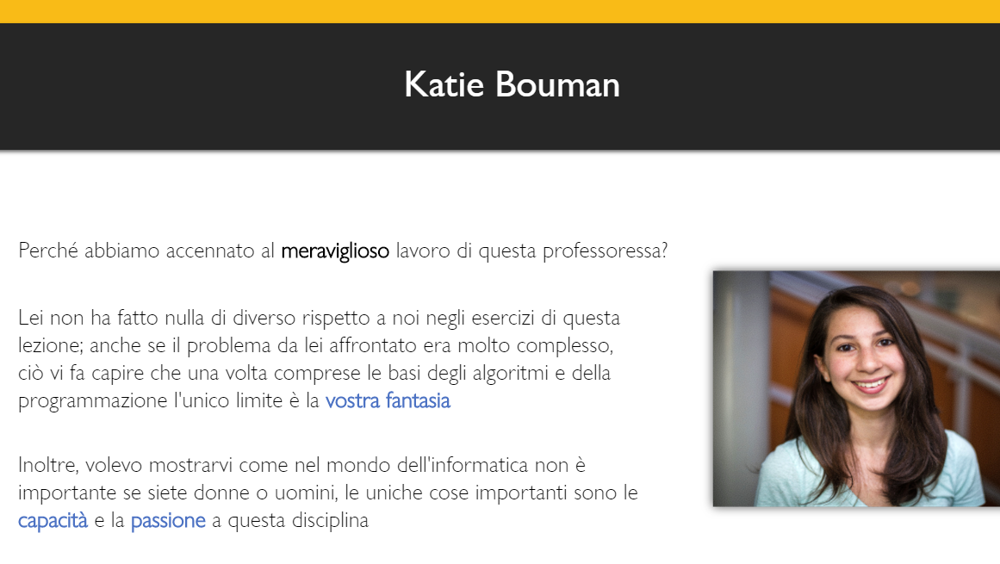 Katie Bouman
Perché abbiamo accennato al meraviglioso lavoro di questa professoressa?
Lei non ha fatto nulla di diverso rispetto a noi negli esercizi di questa
lezione; anche se il problema da lei affrontato era molto complesso,
ciò vi fa capire che una volta comprese le basi degli algoritmi e della
programmazione l'unico limite è la vostra fantasia
Inoltre, volevo mostrarvi come nel mondo dell'informatica non è
importante se siete donne o uomini, le uniche cose importanti sono le
capacità e la passione a questa disciplina